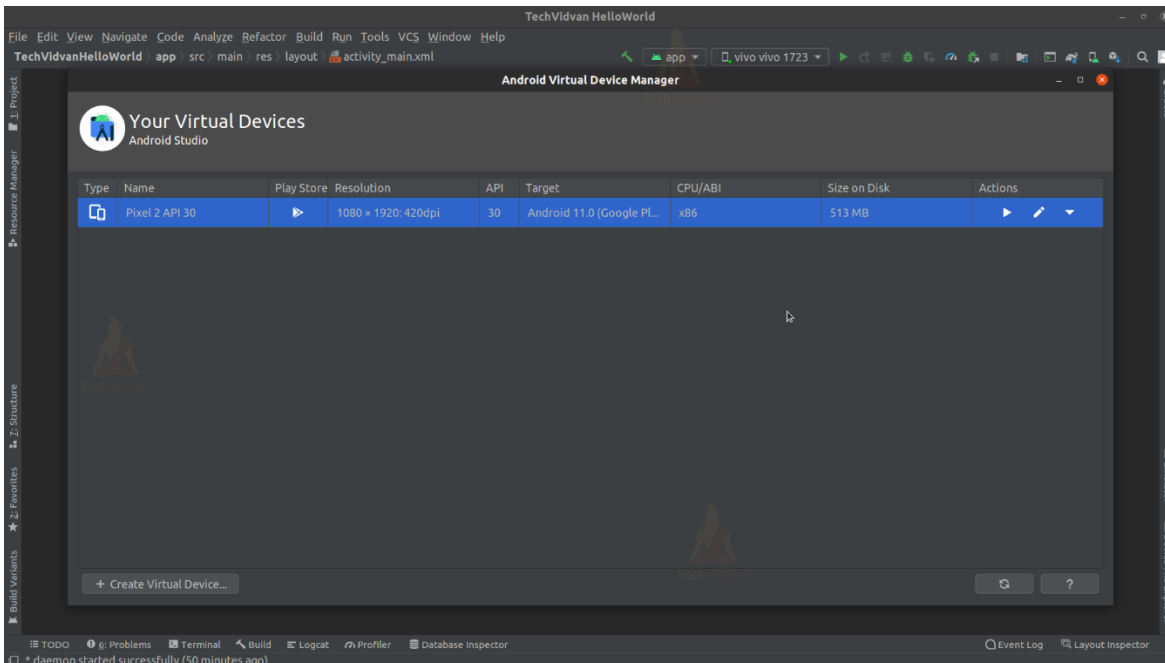 TechVidvan HelloWorld
File Edit View Navigate Code Analyze Refactor Build Run Tools VCS Window Help
TechVidvanHelloWorld app src main res layout activity_main.xml app vivo vivo 1723
Android Virtual Device Manager
1: Project
Resource Manager
Z: Structure
2: Favorites
Build Variants
Your Virtual Devices
Android Studio
Type Name Play Store Resolution API Target CPU/ABI Size on Disk Actions
Pixel 2 API 30 1080 × 1920: 420dpi 30 Android 11.0 (Google Pl... x86 513 MB
+ Create Virtual Device... ?
TODO 6: Problems Terminal Build Logcat Profiler Database Inspector Event Log Layout Inspector
* daemon started successfully (50 minutes ago)